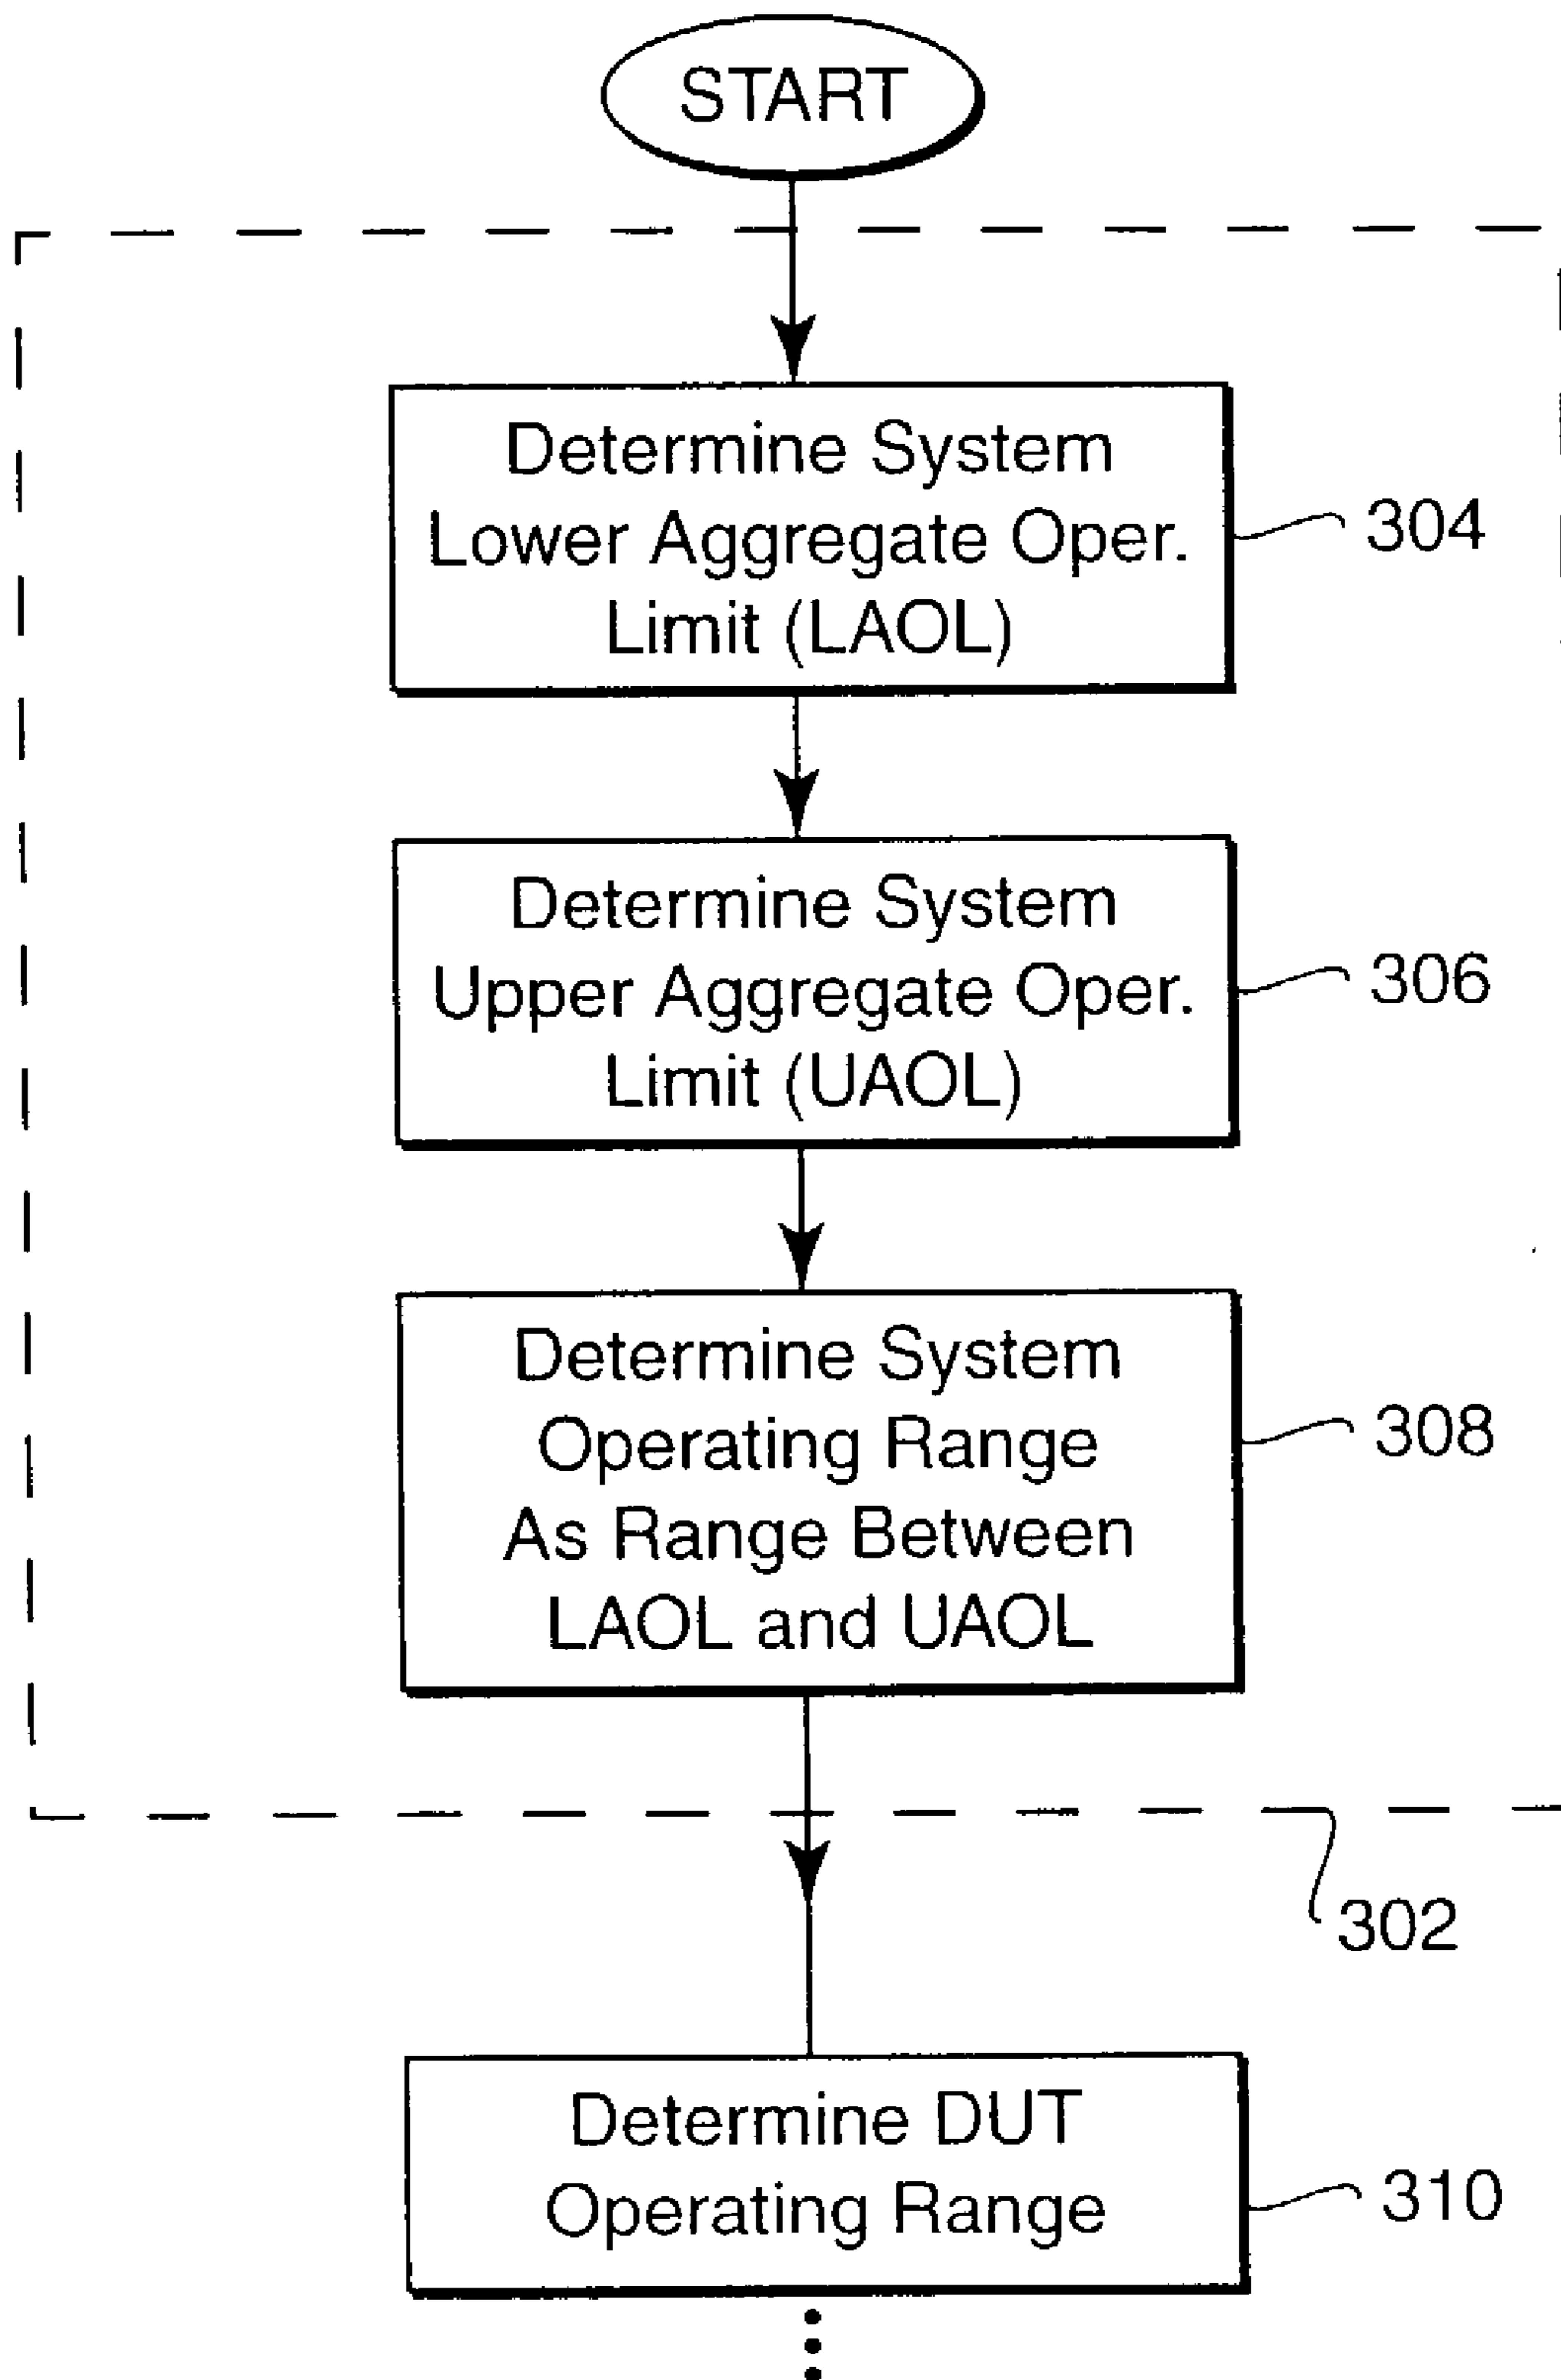 START
Determine System
Lower Aggregate Oper.
Limit (LAOL)
304
Determine System
Upper Aggregate Oper.
Limit (UAOL)
306
Determine System
Operating Range
As Range Between
LAOL and UAOL
308
302
Determine DUT
Operating Range
310